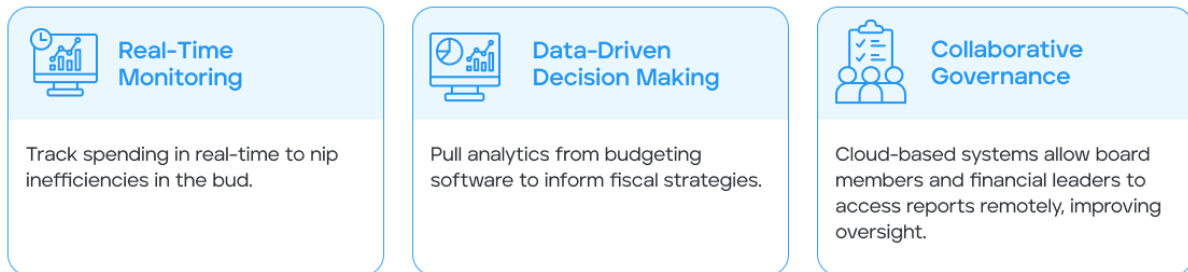 Real-Time
Monitoring
Track spending in real-time to nip
inefficiencies in the bud.
Data-Driven
Decision Making
Pull analytics from budgeting
software to inform fiscal strategies.
Collaborative
Governance
Cloud-based systems allow board
members and financial leaders to
access reports remotely, improving
oversight.